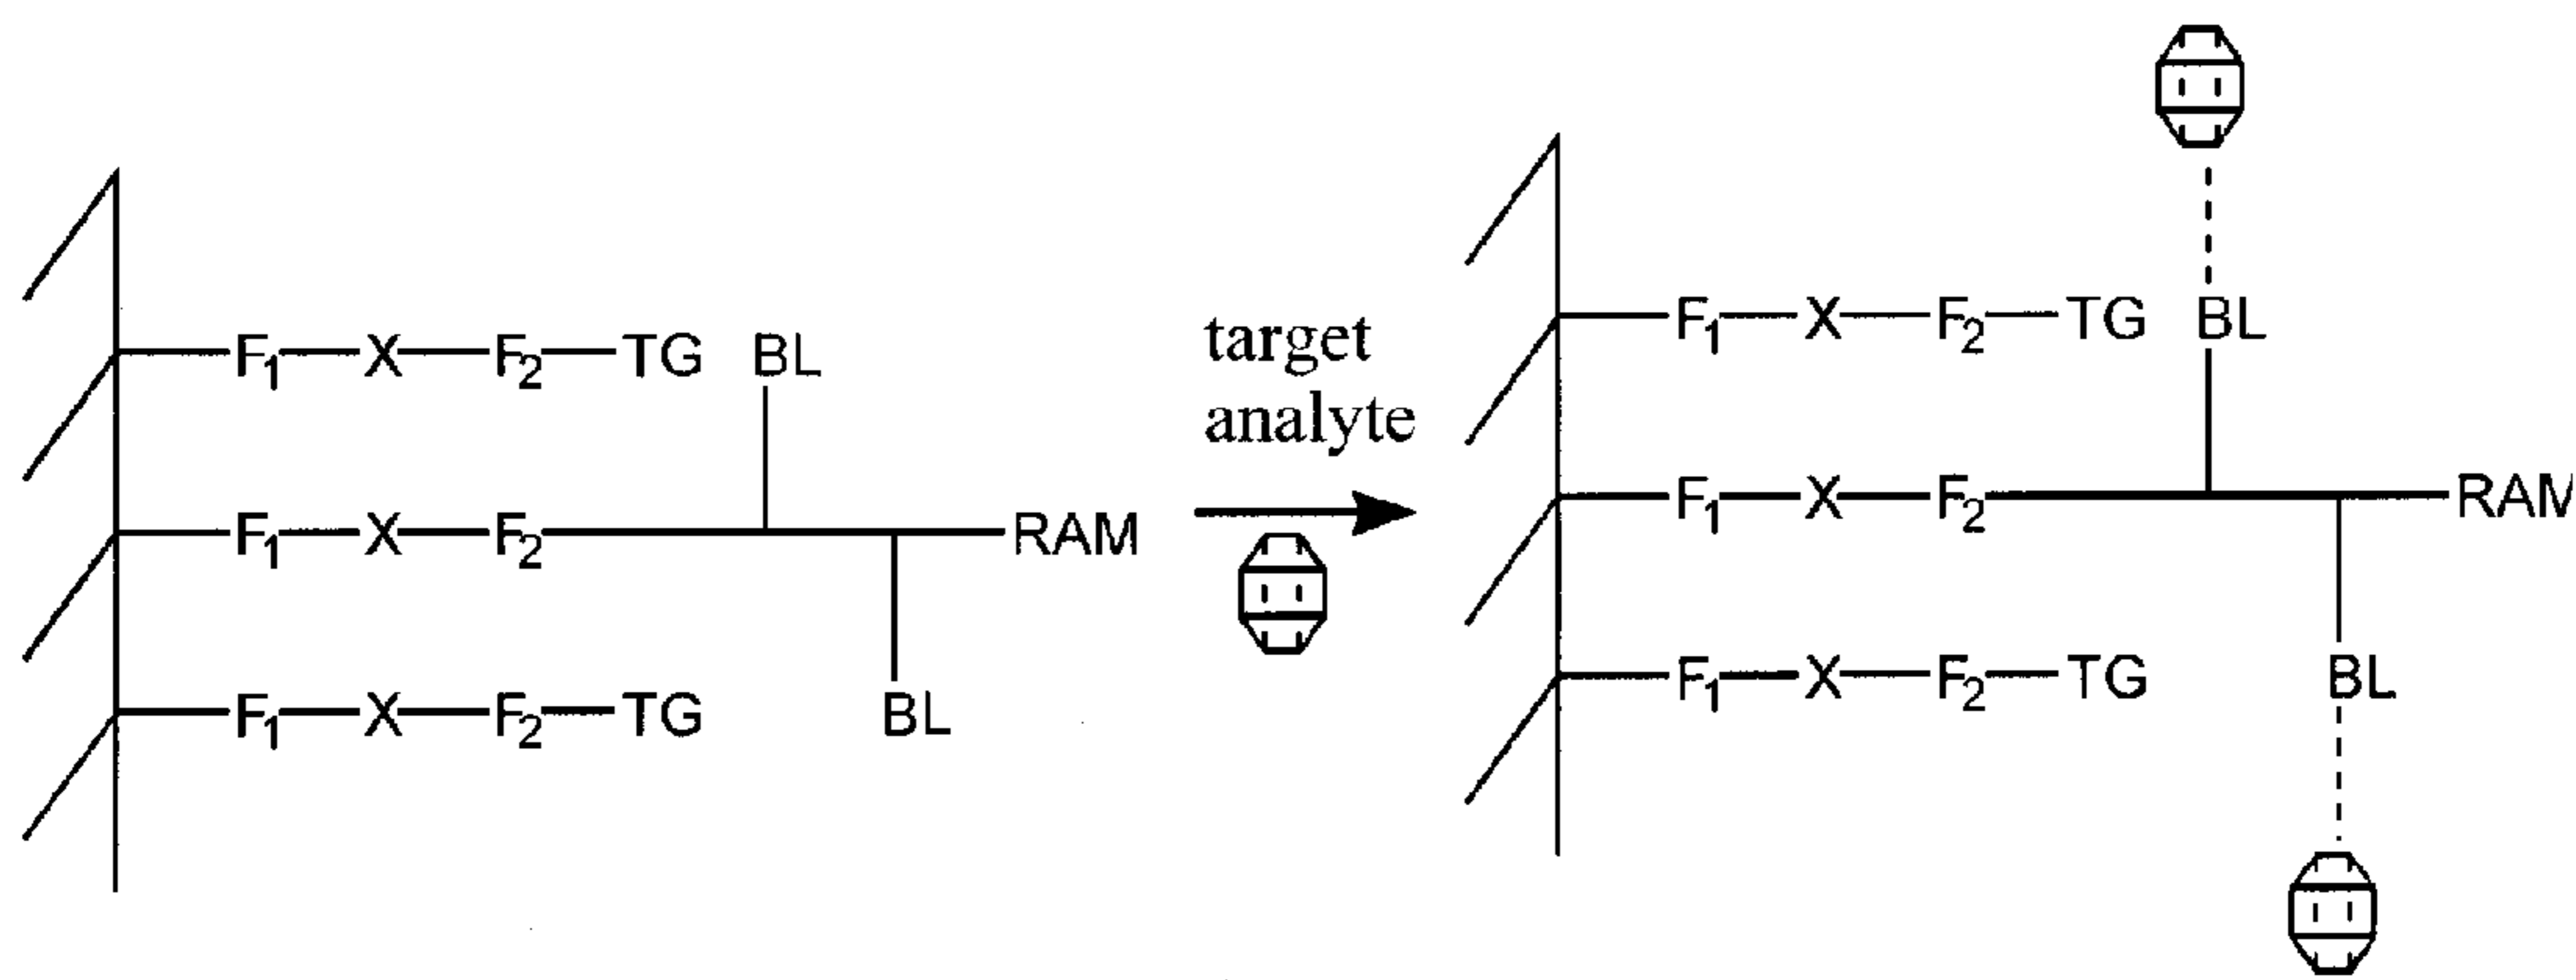 F₁ X F₂ TG BL
F₁ X F₂ RAM
F₁ X F₂ TG BL
target
analyte
F₁ X F₂ TG BL
F₁ X F₂ RAM
F₁ X F₂ TG BL